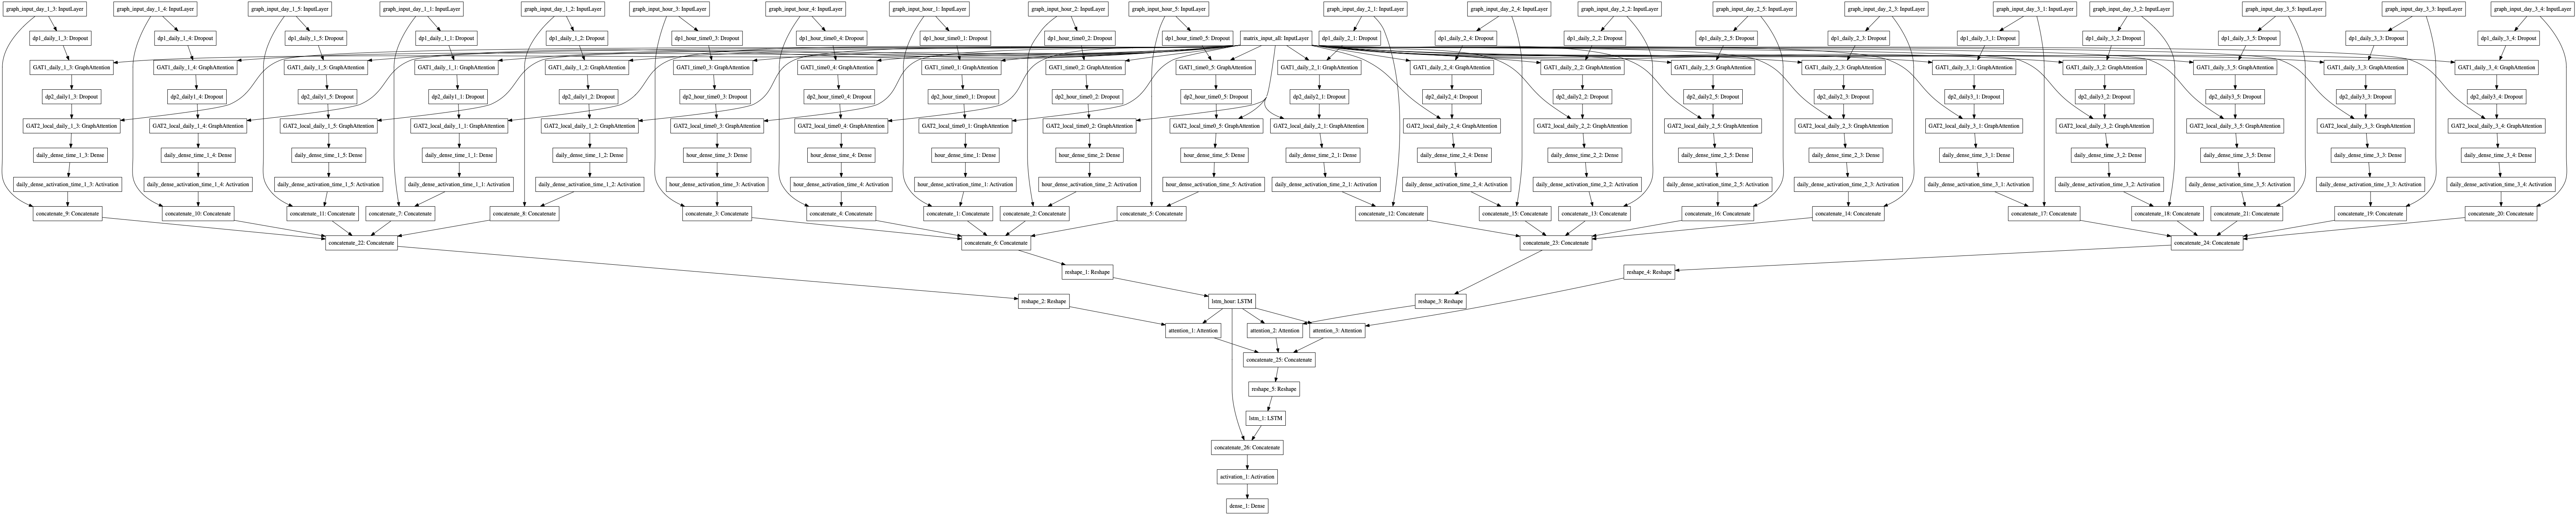 graph_input_day_1_3: InputLayer
graph_input_day_1_4: InputLayer
graph_input_day_1_5: InputLayer
graph_input_day_1_1: InputLayer
graph_input_day_1_2: InputLayer
graph_input_hour_3: InputLayer
graph_input_hour_4: InputLayer
graph_input_hour_1: InputLayer
graph_input_hour_2: InputLayer
graph_input_hour_5: InputLayer
graph_input_day_2_1: InputLayer
graph_input_day_2_4: InputLayer
graph_input_day_2_2: InputLayer
graph_input_day_2_5: InputLayer
graph_input_day_2_3: InputLayer
graph_input_day_3_1: InputLayer
graph_input_day_3_2: InputLayer
graph_input_day_3_5: InputLayer
graph_input_day_3_3: InputLayer
graph_input_day_3_4: InputLayer
dp1_daily_1_3: Dropout
dp1_daily_1_4: Dropout
dp1_daily_1_5: Dropout
dp1_daily_1_1: Dropout
dp1_daily_1_2: Dropout
dp1_hour_time0_3: Dropout
dp1_hour_time0_4: Dropout
dp1_hour_time0_1: Dropout
dp1_hour_time0_2: Dropout
dp1_hour_time0_5: Dropout
matrix_input_all: InputLayer
dp1_daily_2_1: Dropout
dp1_daily_2_4: Dropout
dp1_daily_2_2: Dropout
dp1_daily_2_5: Dropout
dp1_daily_2_3: Dropout
dp1_daily_3_1: Dropout
dp1_daily_3_2: Dropout
dp1_daily_3_5: Dropout
dp1_daily_3_3: Dropout
dp1_daily_3_4: Dropout
GAT1_daily_1_3: GraphAttention
GAT1_daily_1_4: GraphAttention
GAT1_daily_1_5: GraphAttention
GAT1_daily_1_1: GraphAttention
GAT1_daily_1_2: GraphAttention
GAT1_time0_3: GraphAttention
GAT1_time0_4: GraphAttention
GAT1_time0_1: GraphAttention
GAT1_time0_2: GraphAttention
GAT1_time0_5: GraphAttention
GAT1_daily_2_1: GraphAttention
GAT1_daily_2_4: GraphAttention
GAT1_daily_2_2: GraphAttention
GAT1_daily_2_5: GraphAttention
GAT1_daily_2_3: GraphAttention
GAT1_daily_3_1: GraphAttention
GAT1_daily_3_2: GraphAttention
GAT1_daily_3_5: GraphAttention
GAT1_daily_3_3: GraphAttention
GAT1_daily_3_4: GraphAttention
dp2_daily1_3: Dropout
dp2_daily1_4: Dropout
dp2_daily1_5: Dropout
dp2_daily1_1: Dropout
dp2_daily1_2: Dropout
dp2_hour_time0_3: Dropout
dp2_hour_time0_4: Dropout
dp2_hour_time0_1: Dropout
dp2_hour_time0_2: Dropout
dp2_hour_time0_5: Dropout
dp2_daily2_1: Dropout
dp2_daily2_4: Dropout
dp2_daily2_2: Dropout
dp2_daily2_5: Dropout
dp2_daily2_3: Dropout
dp2_daily3_1: Dropout
dp2_daily3_2: Dropout
dp2_daily3_5: Dropout
dp2_daily3_3: Dropout
dp2_daily3_4: Dropout
GAT2_local_daily_1_3: GraphAttention
GAT2_local_daily_1_4: GraphAttention
GAT2_local_daily_1_5: GraphAttention
GAT2_local_daily_1_1: GraphAttention
GAT2_local_daily_1_2: GraphAttention
GAT2_local_time0_3: GraphAttention
GAT2_local_time0_4: GraphAttention
GAT2_local_time0_1: GraphAttention
GAT2_local_time0_2: GraphAttention
GAT2_local_time0_5: GraphAttention
GAT2_local_daily_2_1: GraphAttention
GAT2_local_daily_2_4: GraphAttention
GAT2_local_daily_2_2: GraphAttention
GAT2_local_daily_2_5: GraphAttention
GAT2_local_daily_2_3: GraphAttention
GAT2_local_daily_3_1: GraphAttention
GAT2_local_daily_3_2: GraphAttention
GAT2_local_daily_3_5: GraphAttention
GAT2_local_daily_3_3: GraphAttention
GAT2_local_daily_3_4: GraphAttention
daily_dense_time_1_3: Dense
daily_dense_time_1_4: Dense
daily_dense_time_1_5: Dense
daily_dense_time_1_1: Dense
daily_dense_time_1_2: Dense
hour_dense_time_3: Dense
hour_dense_time_4: Dense
hour_dense_time_1: Dense
hour_dense_time_2: Dense
hour_dense_time_5: Dense
daily_dense_time_2_1: Dense
daily_dense_time_2_4: Dense
daily_dense_time_2_2: Dense
daily_dense_time_2_5: Dense
daily_dense_time_2_3: Dense
daily_dense_time_3_1: Dense
daily_dense_time_3_2: Dense
daily_dense_time_3_5: Dense
daily_dense_time_3_3: Dense
daily_dense_time_3_4: Dense
daily_dense_activation_time_1_3: Activation
daily_dense_activation_time_1_4: Activation
daily_dense_activation_time_1_5: Activation
daily_dense_activation_time_1_1: Activation
daily_dense_activation_time_1_2: Activation
hour_dense_activation_time_3: Activation
hour_dense_activation_time_4: Activation
hour_dense_activation_time_1: Activation
hour_dense_activation_time_2: Activation
hour_dense_activation_time_5: Activation
daily_dense_activation_time_2_1: Activation
daily_dense_activation_time_2_4: Activation
daily_dense_activation_time_2_2: Activation
daily_dense_activation_time_2_5: Activation
daily_dense_activation_time_2_3: Activation
daily_dense_activation_time_3_1: Activation
daily_dense_activation_time_3_2: Activation
daily_dense_activation_time_3_5: Activation
daily_dense_activation_time_3_3: Activation
daily_dense_activation_time_3_4: Activation
concatenate_9: Concatenate
concatenate_10: Concatenate
concatenate_11: Concatenate
concatenate_7: Concatenate
concatenate_8: Concatenate
concatenate_3: Concatenate
concatenate_4: Concatenate
concatenate_1: Concatenate
concatenate_2: Concatenate
concatenate_5: Concatenate
concatenate_12: Concatenate
concatenate_15: Concatenate
concatenate_13: Concatenate
concatenate_16: Concatenate
concatenate_14: Concatenate
concatenate_17: Concatenate
concatenate_18: Concatenate
concatenate_21: Concatenate
concatenate_19: Concatenate
concatenate_20: Concatenate
concatenate_22: Concatenate
concatenate_6: Concatenate
concatenate_23: Concatenate
concatenate_24: Concatenate
reshape_1: Reshape
reshape_4: Reshape
reshape_2: Reshape
lstm_hour: LSTM
reshape_3: Reshape
attention_1: Attention
attention_2: Attention
attention_3: Attention
concatenate_25: Concatenate
reshape_5: Reshape
lstm_1: LSTM
concatenate_26: Concatenate
activation_1: Activation
dense_1: Dense